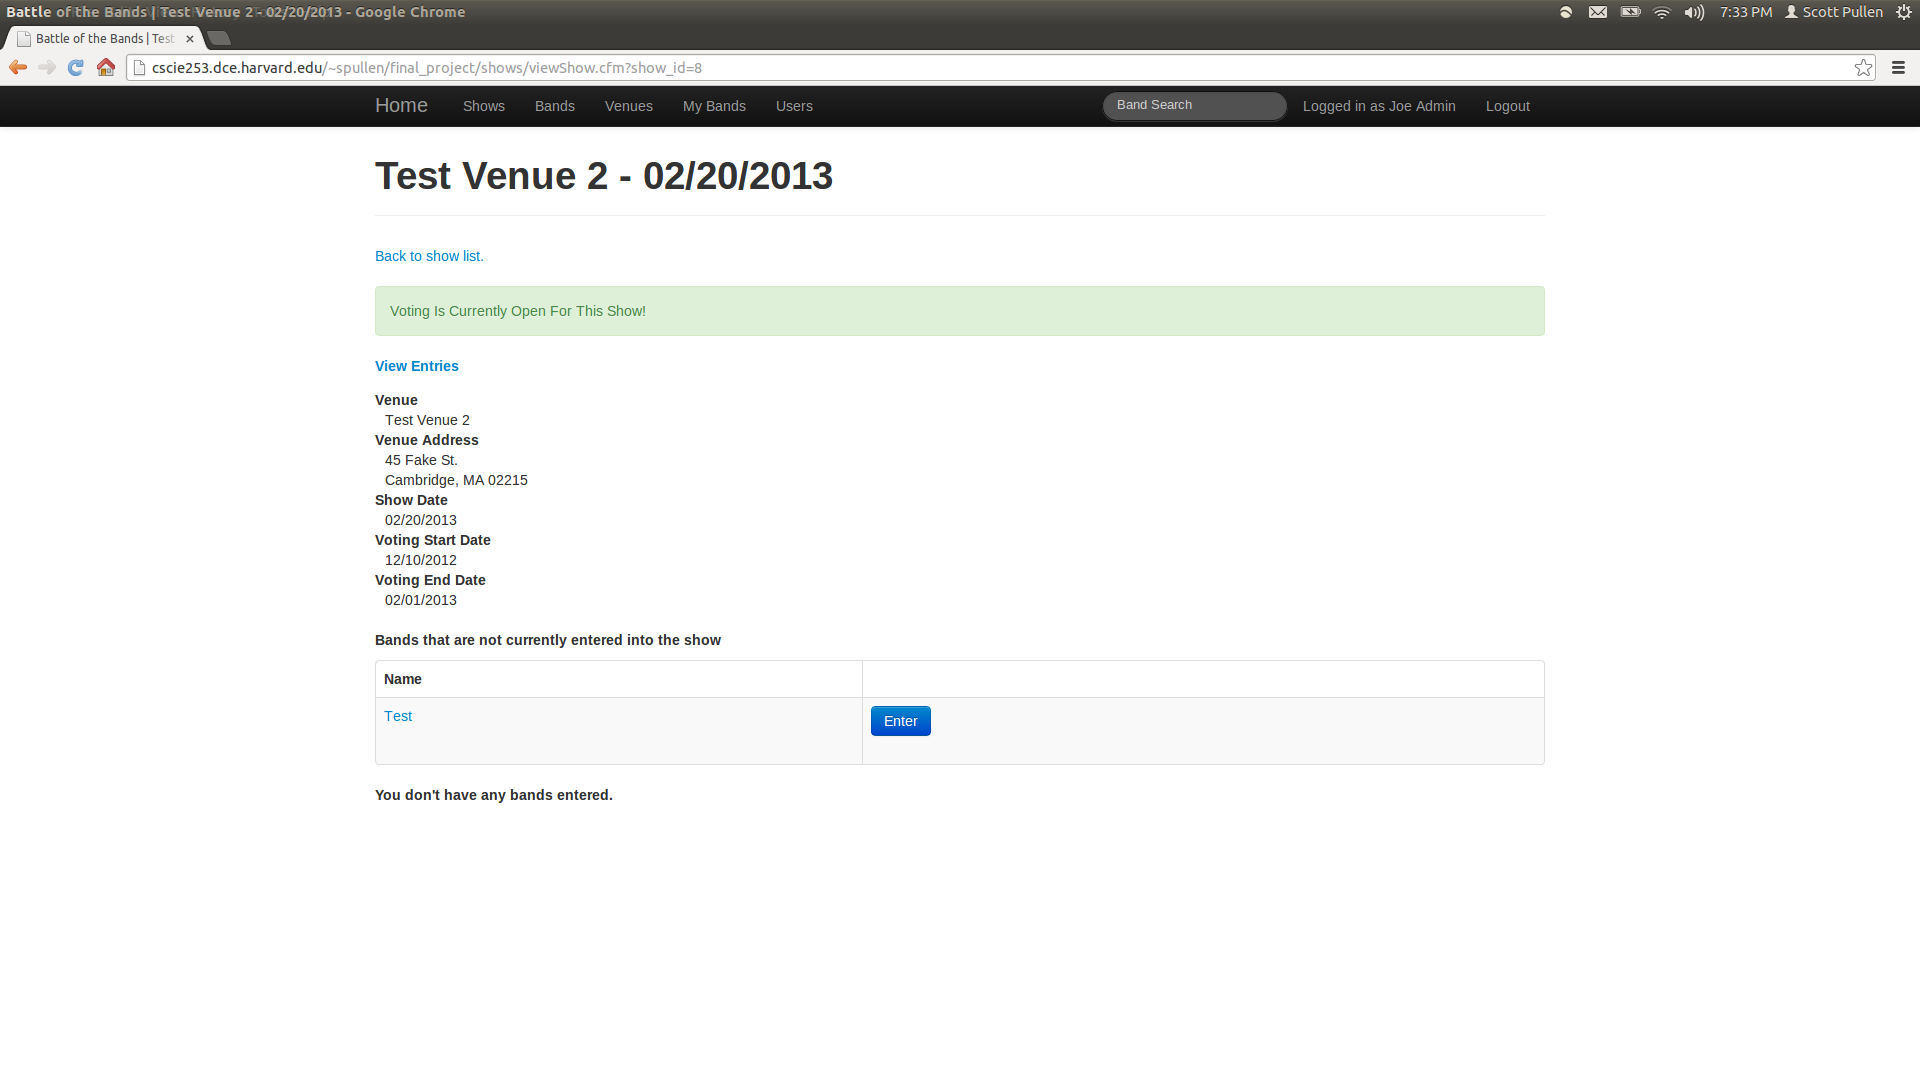 Battle of the Bands | Test Venue 2 - 02/20/2013 - Google Chrome
7:33 PM Scott Pullen
Battle of the Bands | Test
cscie253.dce.harvard.edu/~spullen/final_project/shows/viewShow.cfm?show_id=8
Home Shows Bands Venues My Bands Users Band Search Logged in as Joe Admin Logout
Test Venue 2 - 02/20/2013
Back to show list.
Voting Is Currently Open For This Show!
View Entries
Venue
Test Venue 2
Venue Address
45 Fake St.
Cambridge, MA 02215
Show Date
02/20/2013
Voting Start Date
12/10/2012
Voting End Date
02/01/2013
Bands that are not currently entered into the show
Name
Test Enter
You don't have any bands entered.